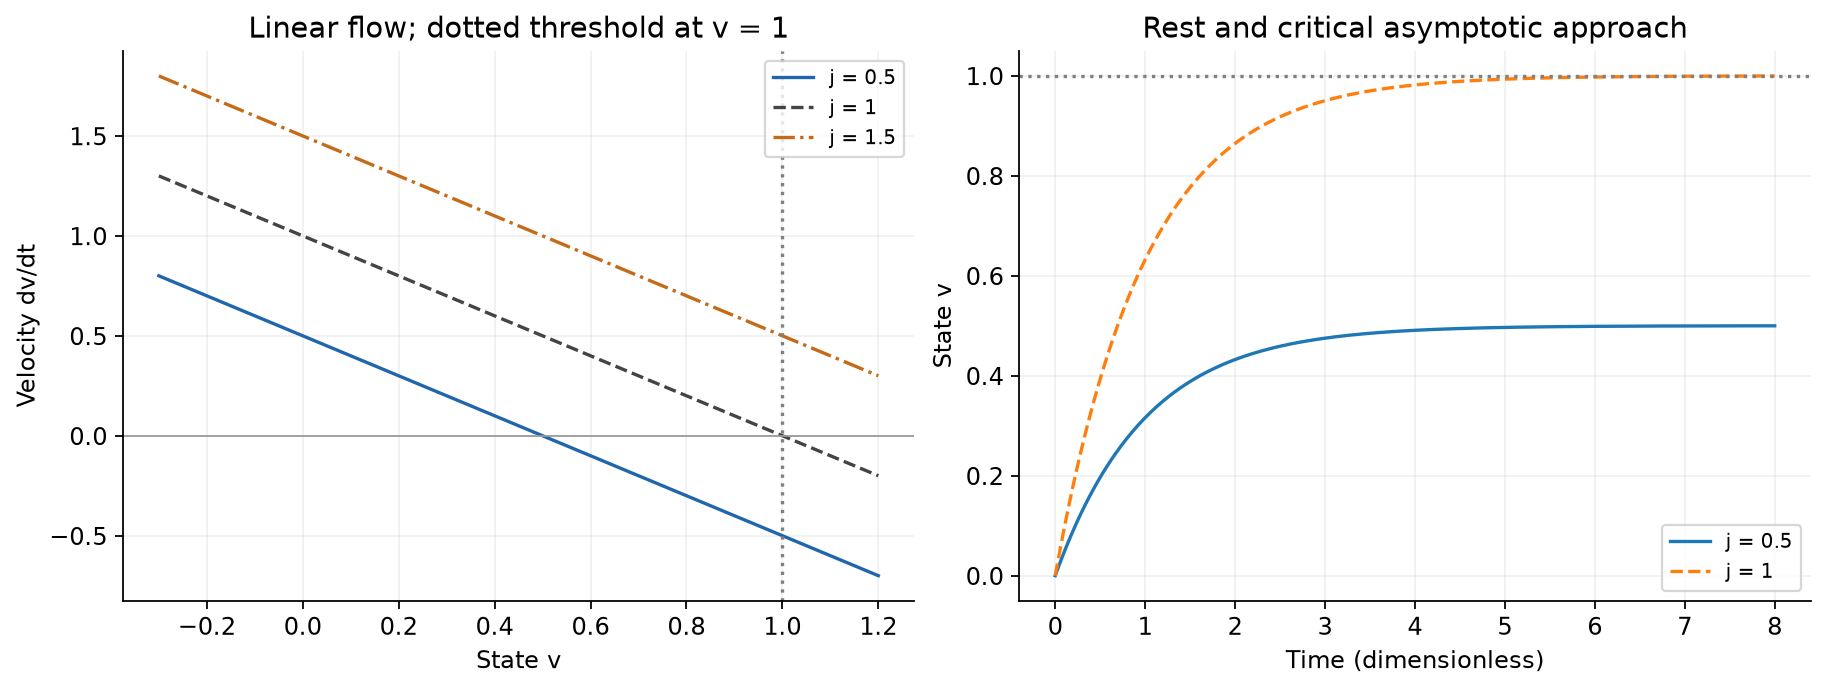 Linear flow; dotted threshold at v = 1
Velocity dv/dt
1.5
1.0
0.5
0.0
−0.5
j = 0.5
j = 1
j = 1.5
−0.2 0.0 0.2 0.4 0.6 0.8 1.0 1.2
State v
Rest and critical asymptotic approach
State v
1.0
0.8
0.6
0.4
0.2
0.0
j = 0.5
j = 1
0 1 2 3 4 5 6 7 8
Time (dimensionless)